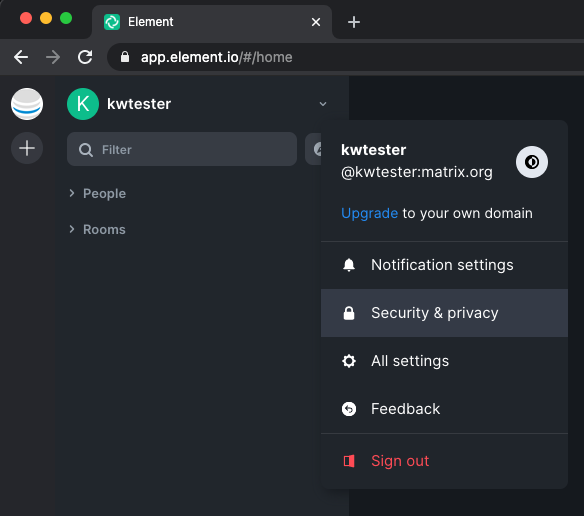 Element
app.element.io/#/home
K kwtester
Filter
People
Rooms
kwtester
@kwtester:matrix.org
Upgrade to your own domain
Notification settings
Security & privacy
All settings
Feedback
Sign out